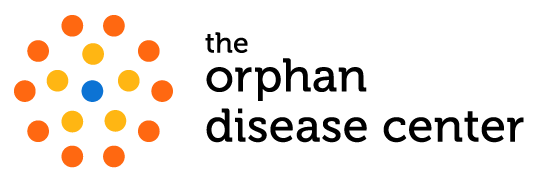 the
orphan
disease center